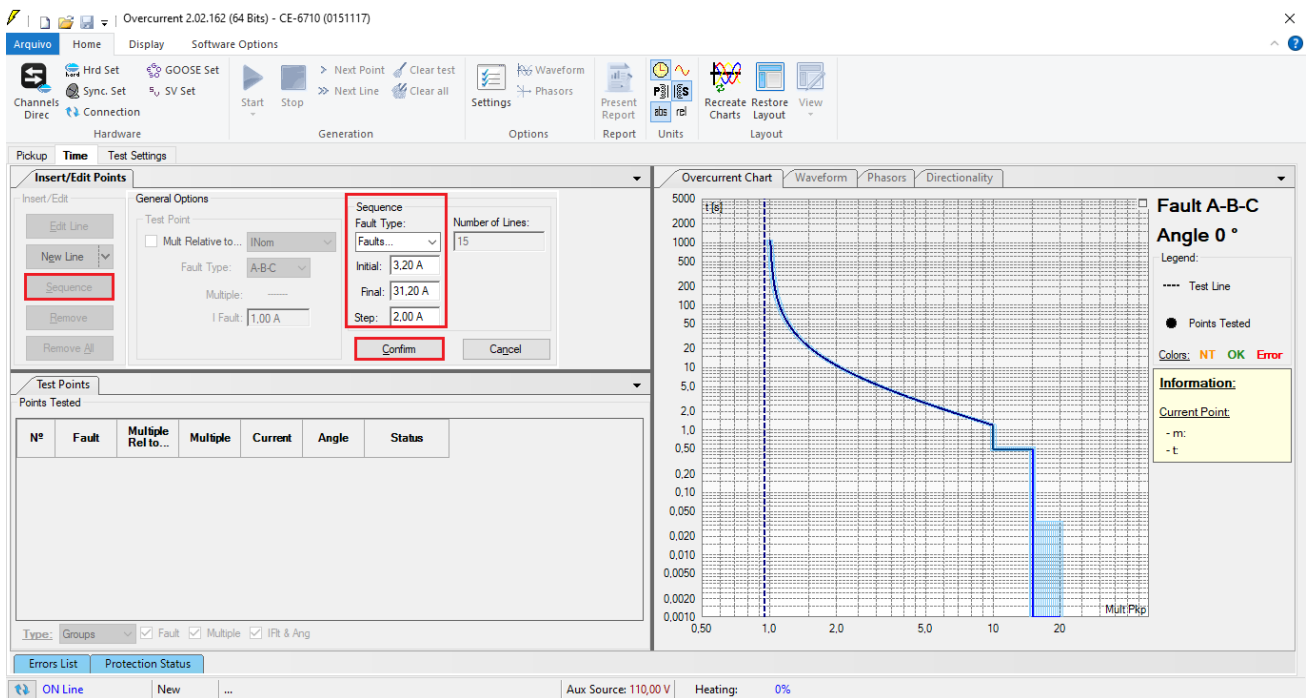 Overcurrent 2.02.162 (64 Bits) - CE-6710 (0151117)
Arquivo Home Display Software Options
Channels Direc
Hrd Set
Sync. Set
Connection
GOOSE Set
SV Set
Hardware
Start
Stop
Next Point
Next Line
Clear test
Clear all
Generation
Settings
Waveform
Phasors
Options
Present Report
Report
abs rel
Units
Recreate Charts
Restore Layout
View
Layout
Pickup Time Test Settings
Insert/Edit Points
Insert/Edit
Edit Line
New Line
Sequence
Remove
Remove All
General Options
Test Point
Mult Relative to... INom
Fault Type: A-B-C
Multiple: -----
I Fault: 1,00 A
Sequence
Fault Type:
Faults...
Initial: 3,20 A
Final: 31,20 A
Step: 2,00 A
Number of Lines:
15
Confirm Cancel
Test Points
Points Tested
Nº Fault Multiple Rel to... Multiple Current Angle Status
Type: Groups Fault Multiple IFlt & Ang
Overcurrent Chart Waveform Phasors Directionality
t [s]
5000
2000
1000
500
200
100
50
20
10
5,0
2,0
1,0
0,50
0,20
0,10
0,050
0,020
0,010
0,0050
0,0020
0,0010
Mult Pkp
0,50 1,0 2,0 5,0 10 20
Fault A-B-C
Angle 0 °
Legend:
Test Line
Points Tested
Colors: NT OK Error
Information:
Current Point:
- m:
- t:
Errors List Protection Status
ON Line New ... Aux Source: 110,00 V Heating: 0%